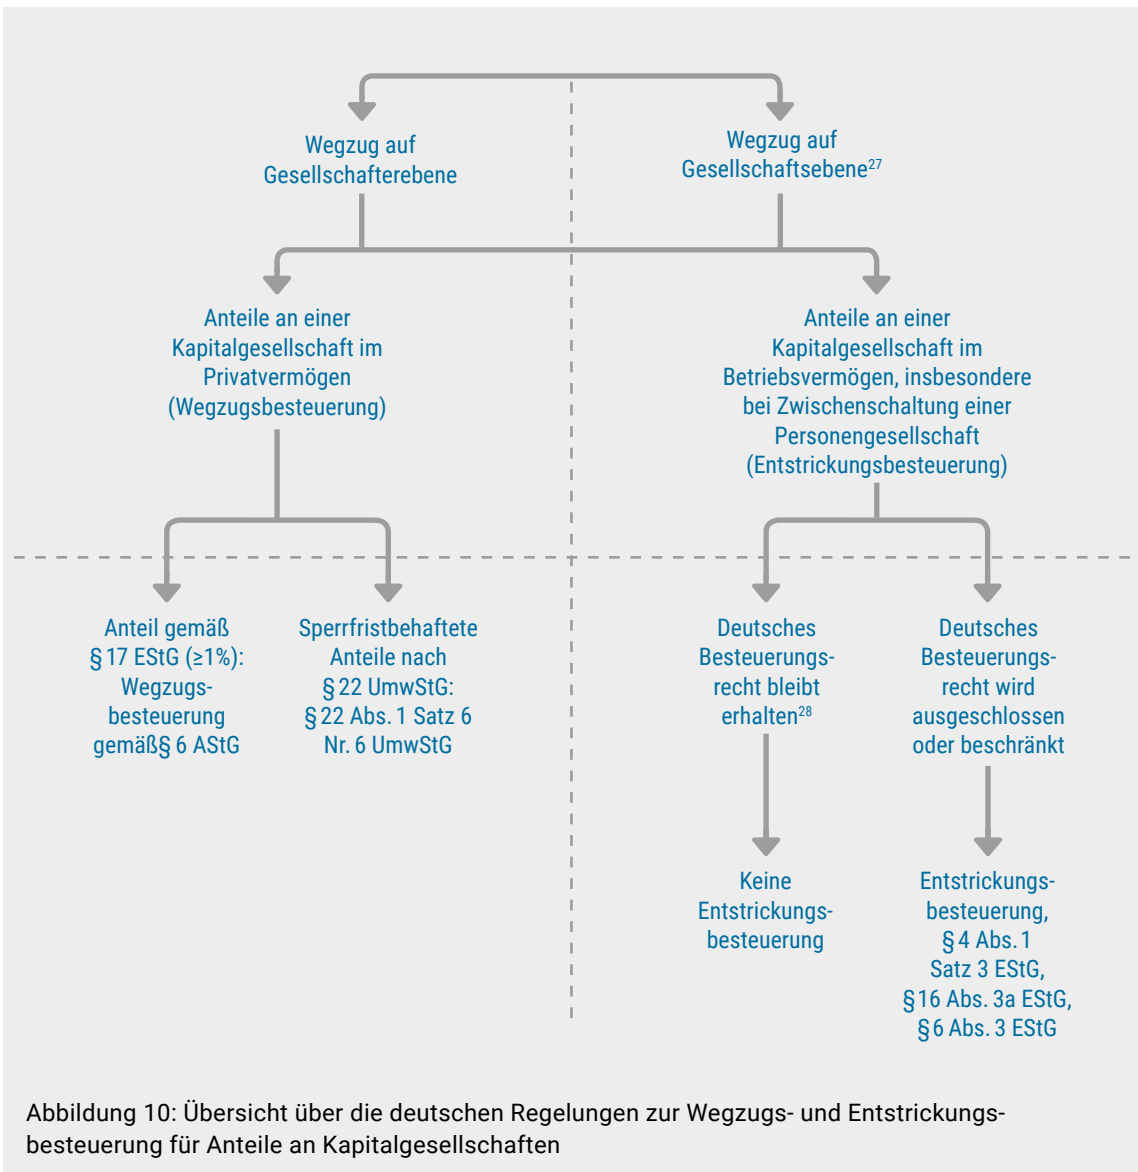 Wegzug auf
Gesellschafterebene
Wegzug auf
Gesellschaftsebene²⁷
Anteile an einer
Kapitalgesellschaft im
Privatvermögen
(Wegzugsbesteuerung)
Anteile an einer
Kapitalgesellschaft im
Betriebsvermögen, insbesondere
bei Zwischenschaltung einer
Personengesellschaft
(Entstrickungsbesteuerung)
Anteil gemäß
§ 17 EStG (≥1%):
Wegzugs-
besteuerung
gemäß§ 6 AStG
Sperrfristbehaftete
Anteile nach
§ 22 UmwStG:
§ 22 Abs. 1 Satz 6
Nr. 6 UmwStG
Deutsches
Besteuerungs-
recht bleibt
erhalten²⁸
Deutsches
Besteuerungs-
recht wird
ausgeschlossen
oder beschränkt
Keine
Entstrickungs-
besteuerung
Entstrickungs-
besteuerung,
§ 4 Abs. 1
Satz 3 EStG,
§ 16 Abs. 3a EStG,
§ 6 Abs. 3 EStG
Abbildung 10: Übersicht über die deutschen Regelungen zur Wegzugs- und Entstrickungs-
besteuerung für Anteile an Kapitalgesellschaften